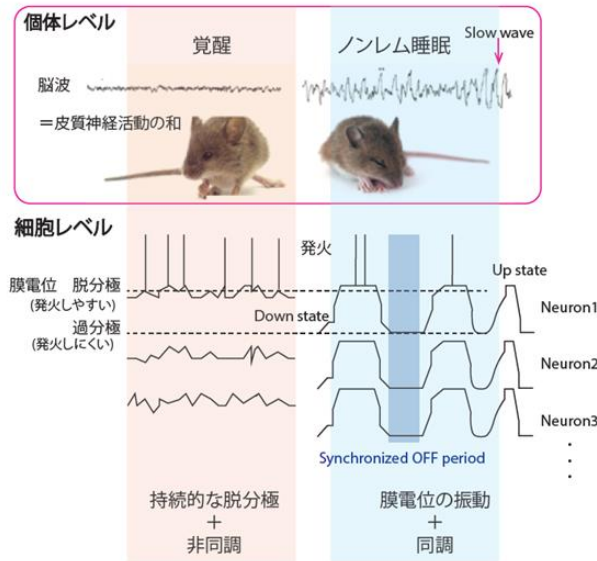 個体レベル
覚醒
ノンレム睡眠
Slow wave
脳波
＝皮質神経活動の和
細胞レベル
発火
膜電位 脱分極
(発火しやすい)
Up state
過分極
(発火しにくい)
Down state
Neuron1
Neuron2
Neuron3
Synchronized OFF period
持続的な脱分極
＋
非同調
膜電位の振動
＋
同調